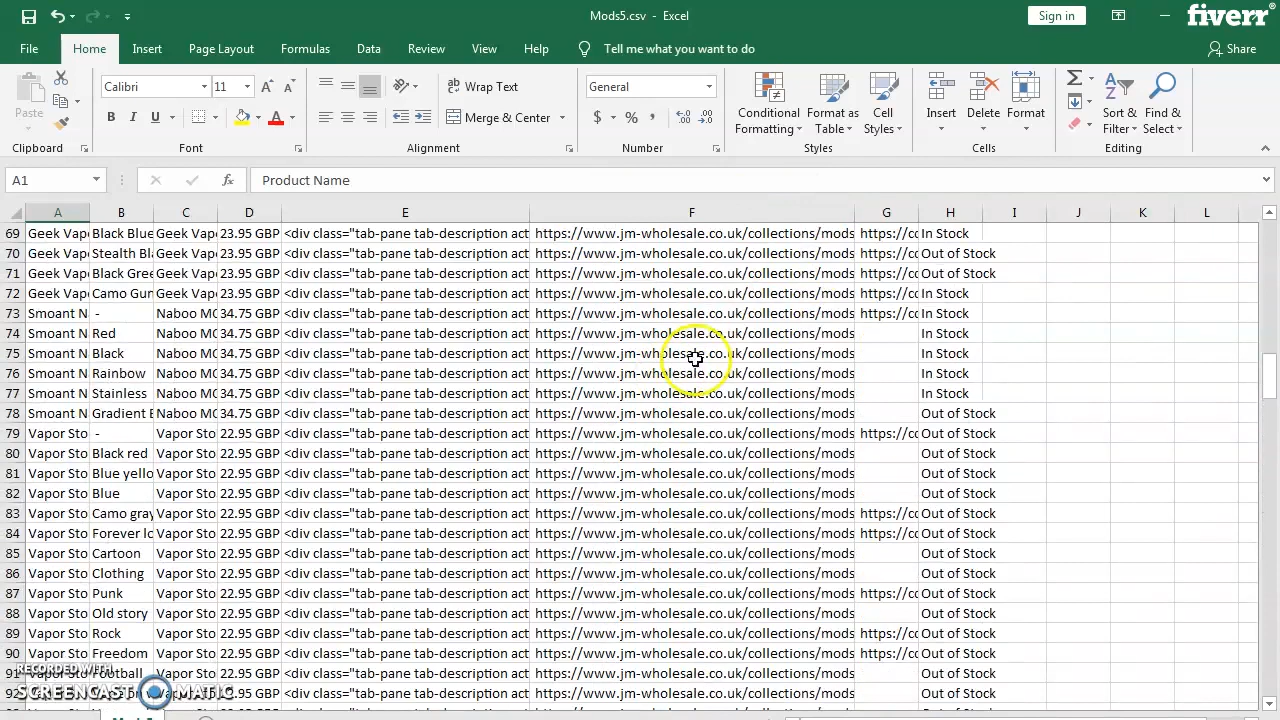 Mods5.csv - Excel
Sign in
fiverr®
File Home Insert Page Layout Formulas Data Review View Help Tell me what you want to do Share
Paste
Calibri 11
B I U
Wrap Text
Merge & Center
General
$ %
Conditional Formatting
Format as Table
Cell Styles
Insert Delete Format
Sort & Filter
Find & Select
Clipboard Font Alignment Number Styles Cells Editing
A1 fx Product Name
A B C D E F G H I J K L
69 Geek Vap Black Blue Geek Vap 23.95 GBP <div class="tab-pane tab-description act https://www.jm-wholesale.co.uk/collections/mods https://co In Stock
70 Geek Vap Stealth Bla Geek Vap 23.95 GBP <div class="tab-pane tab-description act https://www.jm-wholesale.co.uk/collections/mods https://co Out of Stock
71 Geek Vap Black Gree Geek Vap 23.95 GBP <div class="tab-pane tab-description act https://www.jm-wholesale.co.uk/collections/mods https://co Out of Stock
72 Geek Vap Camo Gun Geek Vap 23.95 GBP <div class="tab-pane tab-description act https://www.jm-wholesale.co.uk/collections/mods https://co In Stock
73 Smoant N - Naboo MO 34.75 GBP <div class="tab-pane tab-description act https://www.jm-wholesale.co.uk/collections/mods https://co In Stock
74 Smoant N Red Naboo MO 34.75 GBP <div class="tab-pane tab-description act https://www.jm-wholesale.co.uk/collections/mods In Stock
75 Smoant N Black Naboo MO 34.75 GBP <div class="tab-pane tab-description act https://www.jm-wholesale.co.uk/collections/mods In Stock
76 Smoant N Rainbow Naboo MO 34.75 GBP <div class="tab-pane tab-description act https://www.jm-wholesale.co.uk/collections/mods In Stock
77 Smoant N Stainless Naboo MO 34.75 GBP <div class="tab-pane tab-description act https://www.jm-wholesale.co.uk/collections/mods In Stock
78 Smoant N Gradient B Naboo MO 34.75 GBP <div class="tab-pane tab-description act https://www.jm-wholesale.co.uk/collections/mods Out of Stock
79 Vapor Sto - Vapor Sto 22.95 GBP <div class="tab-pane tab-description act https://www.jm-wholesale.co.uk/collections/mods https://co Out of Stock
80 Vapor Sto Black red Vapor Sto 22.95 GBP <div class="tab-pane tab-description act https://www.jm-wholesale.co.uk/collections/mods Out of Stock
81 Vapor Sto Blue yello Vapor Sto 22.95 GBP <div class="tab-pane tab-description act https://www.jm-wholesale.co.uk/collections/mods Out of Stock
82 Vapor Sto Blue Vapor Sto 22.95 GBP <div class="tab-pane tab-description act https://www.jm-wholesale.co.uk/collections/mods Out of Stock
83 Vapor Sto Camo gray Vapor Sto 22.95 GBP <div class="tab-pane tab-description act https://www.jm-wholesale.co.uk/collections/mods https://co Out of Stock
84 Vapor Sto Forever lo Vapor Sto 22.95 GBP <div class="tab-pane tab-description act https://www.jm-wholesale.co.uk/collections/mods https://co Out of Stock
85 Vapor Sto Cartoon Vapor Sto 22.95 GBP <div class="tab-pane tab-description act https://www.jm-wholesale.co.uk/collections/mods Out of Stock
86 Vapor Sto Clothing Vapor Sto 22.95 GBP <div class="tab-pane tab-description act https://www.jm-wholesale.co.uk/collections/mods Out of Stock
87 Vapor Sto Punk Vapor Sto 22.95 GBP <div class="tab-pane tab-description act https://www.jm-wholesale.co.uk/collections/mods https://co Out of Stock
88 Vapor Sto Old story Vapor Sto 22.95 GBP <div class="tab-pane tab-description act https://www.jm-wholesale.co.uk/collections/mods Out of Stock
89 Vapor Sto Rock Vapor Sto 22.95 GBP <div class="tab-pane tab-description act https://www.jm-wholesale.co.uk/collections/mods https://co Out of Stock
90 Vapor Sto Freedom Vapor Sto 22.95 GBP <div class="tab-pane tab-description act https://www.jm-wholesale.co.uk/collections/mods https://co Out of Stock
91 Vapor Sto Football Vapor Sto 22.95 GBP <div class="tab-pane tab-description act https://www.jm-wholesale.co.uk/collections/mods Out of Stock
92 Vapor Sto 22.95 GBP <div class="tab-pane tab-description act https://www.jm-wholesale.co.uk/collections/mods Out of Stock
RECORDED WITH
SCREENCAST MATIC